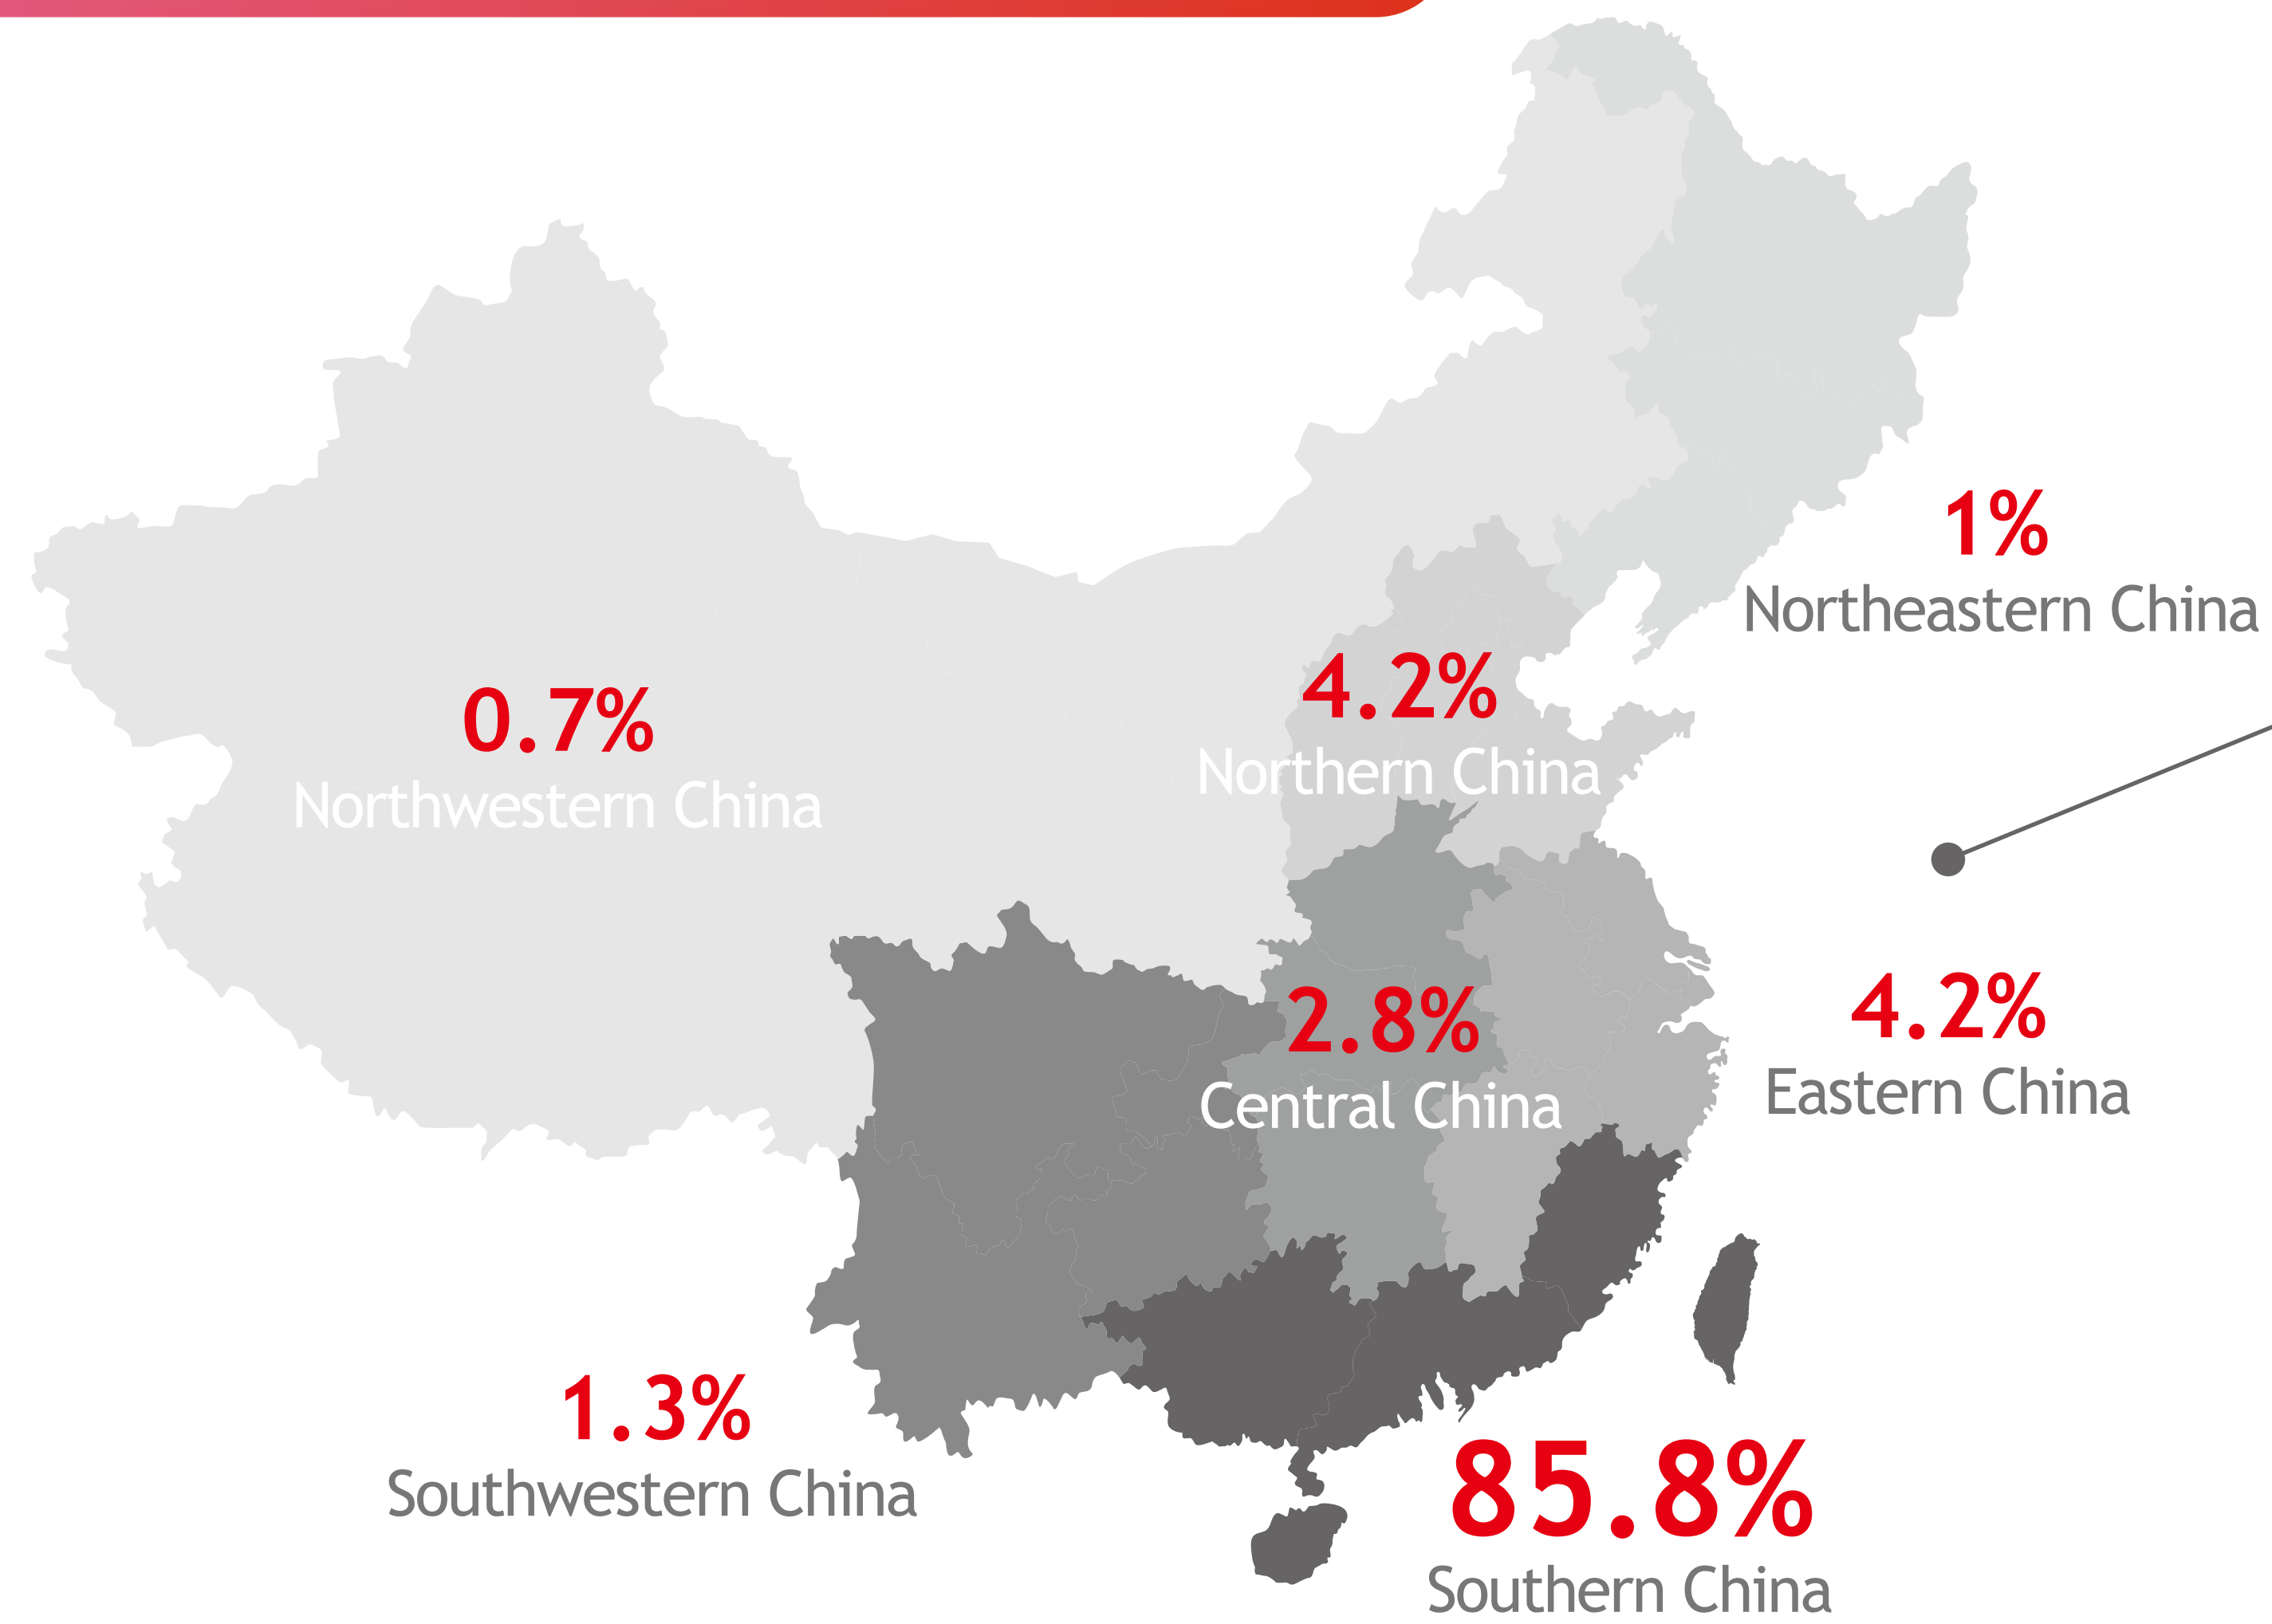 1%
Northeastern China
4.2%
Northern China
0.7%
Northwestern China
4.2%
Eastern China
2.8%
Central China
1.3%
Southwestern China
85.8%
Southern China